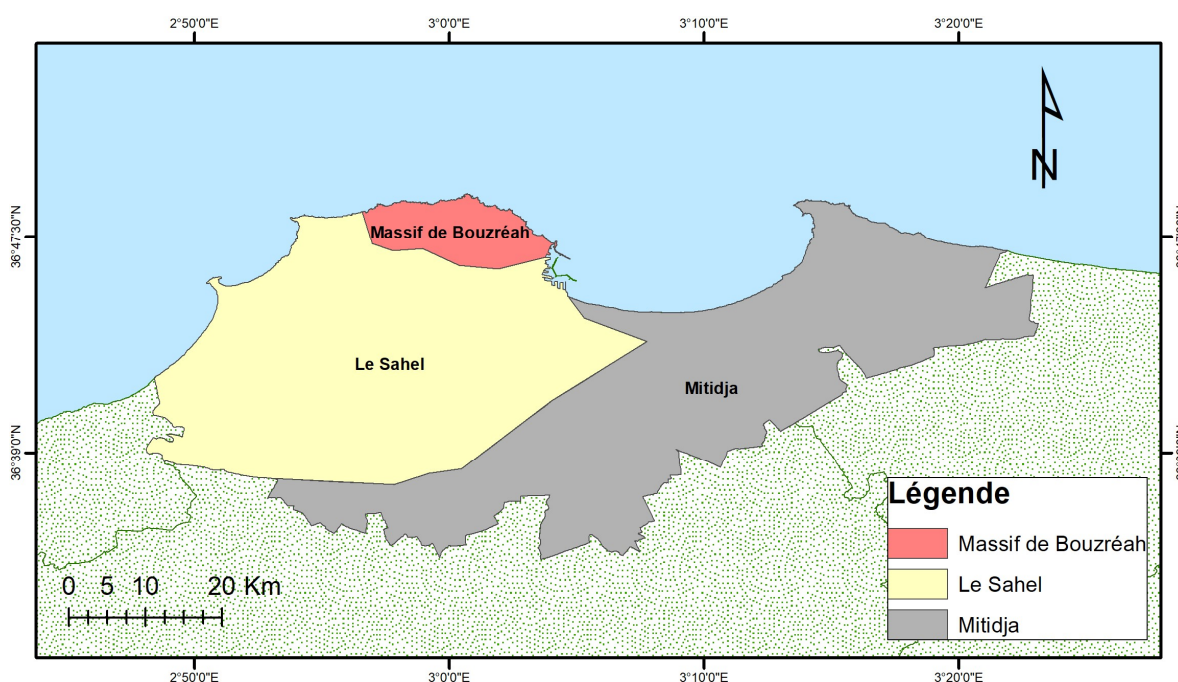 2°50'0"E 3°0'0"E 3°10'0"E 3°20'0"E
36°47'30"N
36°39'0"N
N
Massif de Bouzréah
Le Sahel
Mitidja
0 5 10 20 Km
Légende
Massif de Bouzréah
Le Sahel
Mitidja
2°50'0"E 3°0'0"E 3°10'0"E 3°20'0"E